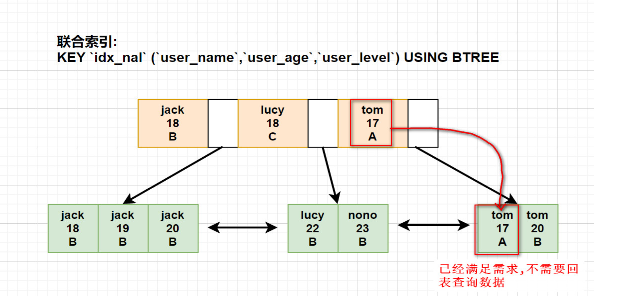 联合索引:
KEY `idx_nal` (`user_name`,`user_age`,`user_level`) USING BTREE
jack
18
B
lucy
18
C
tom
17
A
jack
18
B
jack
19
B
jack
20
B
lucy
22
B
nono
23
B
tom
17
A
tom
20
B
已经满足需求,不需要回
表查询数据